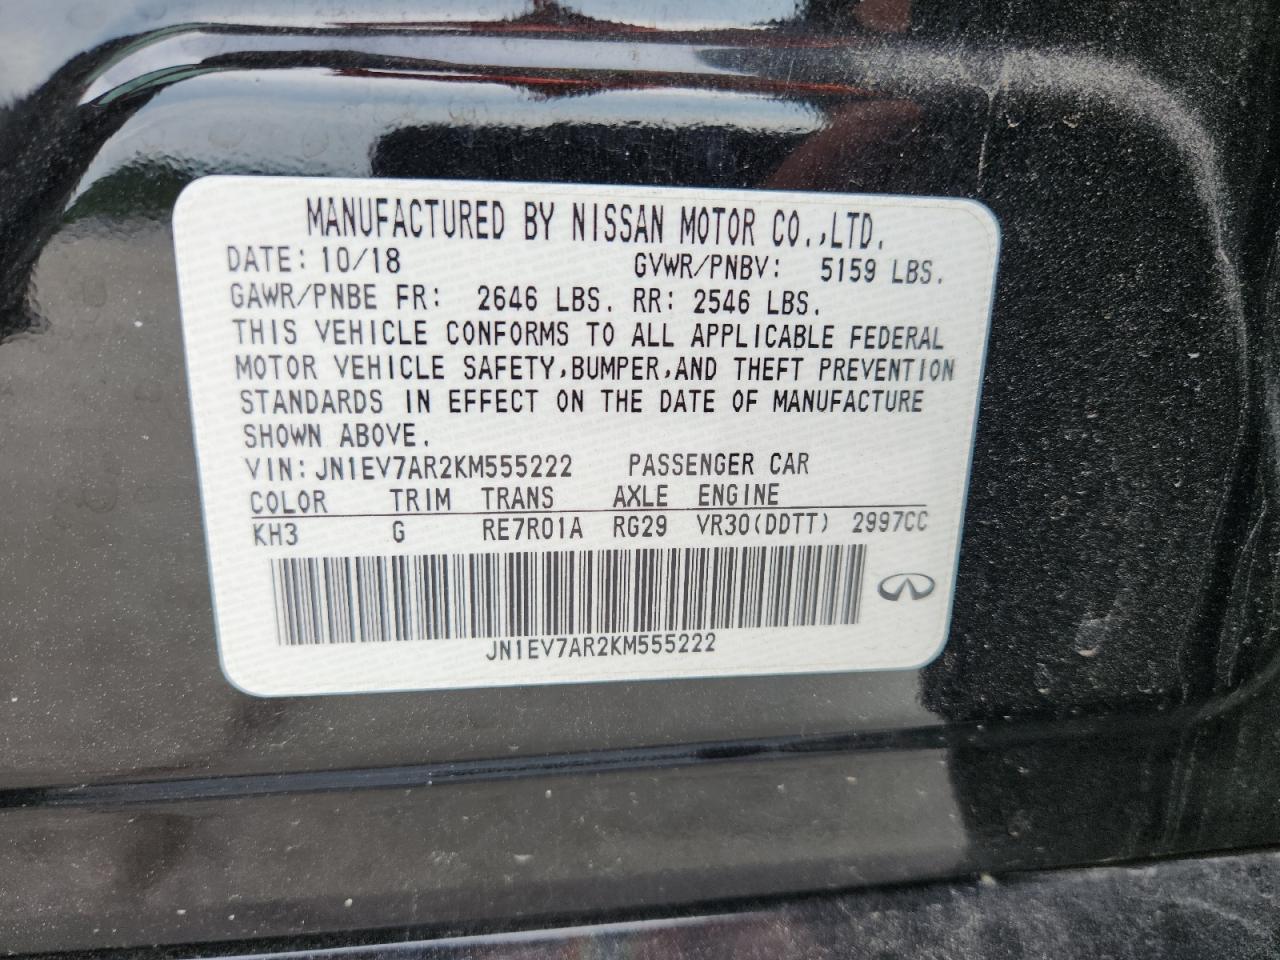 MANUFACTURED BY NISSAN MOTOR CO.,LTD.
DATE: 10/18 GVWR/PNBV: 5159 LBS.
GAWR/PNBE FR: 2646 LBS. RR: 2546 LBS.
THIS VEHICLE CONFORMS TO ALL APPLICABLE FEDERAL
MOTOR VEHICLE SAFETY,BUMPER,AND THEFT PREVENTION
STANDARDS IN EFFECT ON THE DATE OF MANUFACTURE
SHOWN ABOVE.
VIN: JN1EV7AR2KM555222 PASSENGER CAR
COLOR TRIM TRANS AXLE ENGINE
KH3 G RE7R01A RG29 VR30(DDTT) 2997CC
JN1EV7AR2KM555222